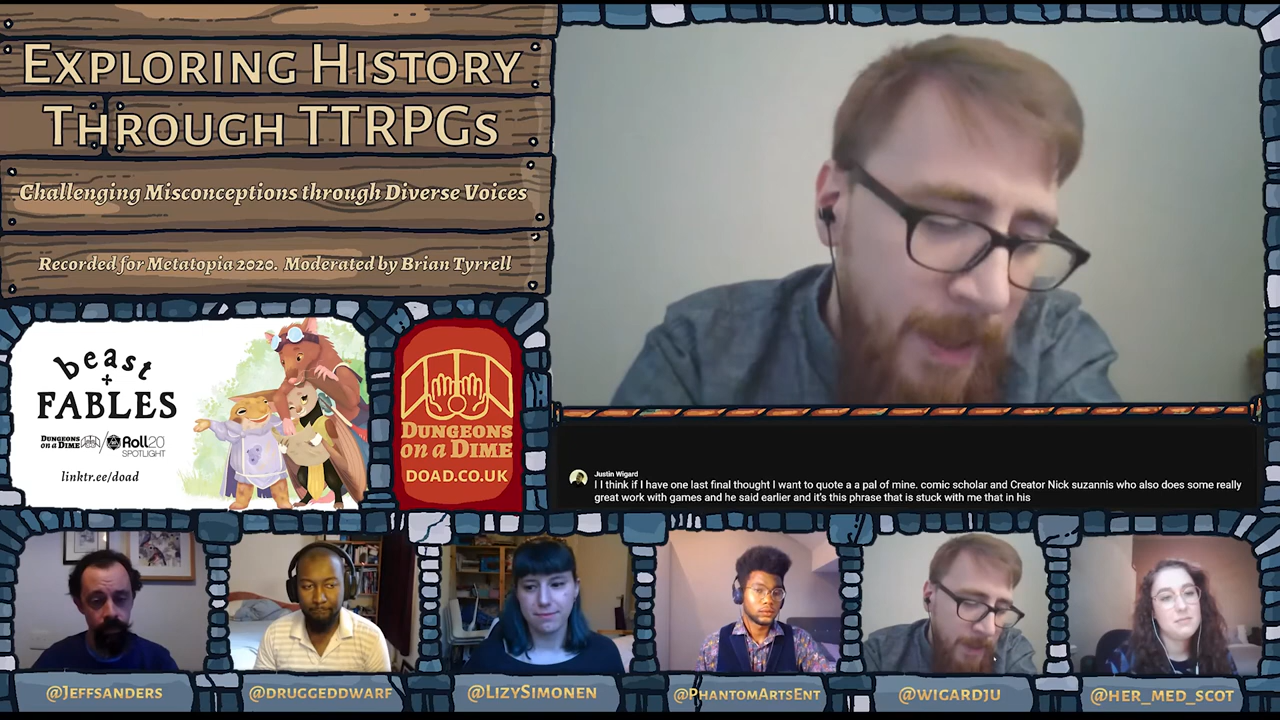 Exploring History
Through TTRPGs
Challenging Misconceptions through Diverse Voices
Recorded for Metatopia 2020. Moderated by Brian Tyrrell
beast
+
FABLES
DUNGEONS
on a DIME
/
Roll20
SPOTLIGHT
linktr.ee/doad
DUNGEONS
on a DIME
DOAD.CO.UK
Justin Wigard
I I think if I have one last final thought I want to quote a a pal of mine. comic scholar and Creator Nick suzannis who also does some really
great work with games and he said earlier and it's this phrase that is stuck with me that in his
@Jeffsanders
@druggeddwarf
@LizySimonen
@PhantomArtsEnt
@wigardju
@her_med_scot